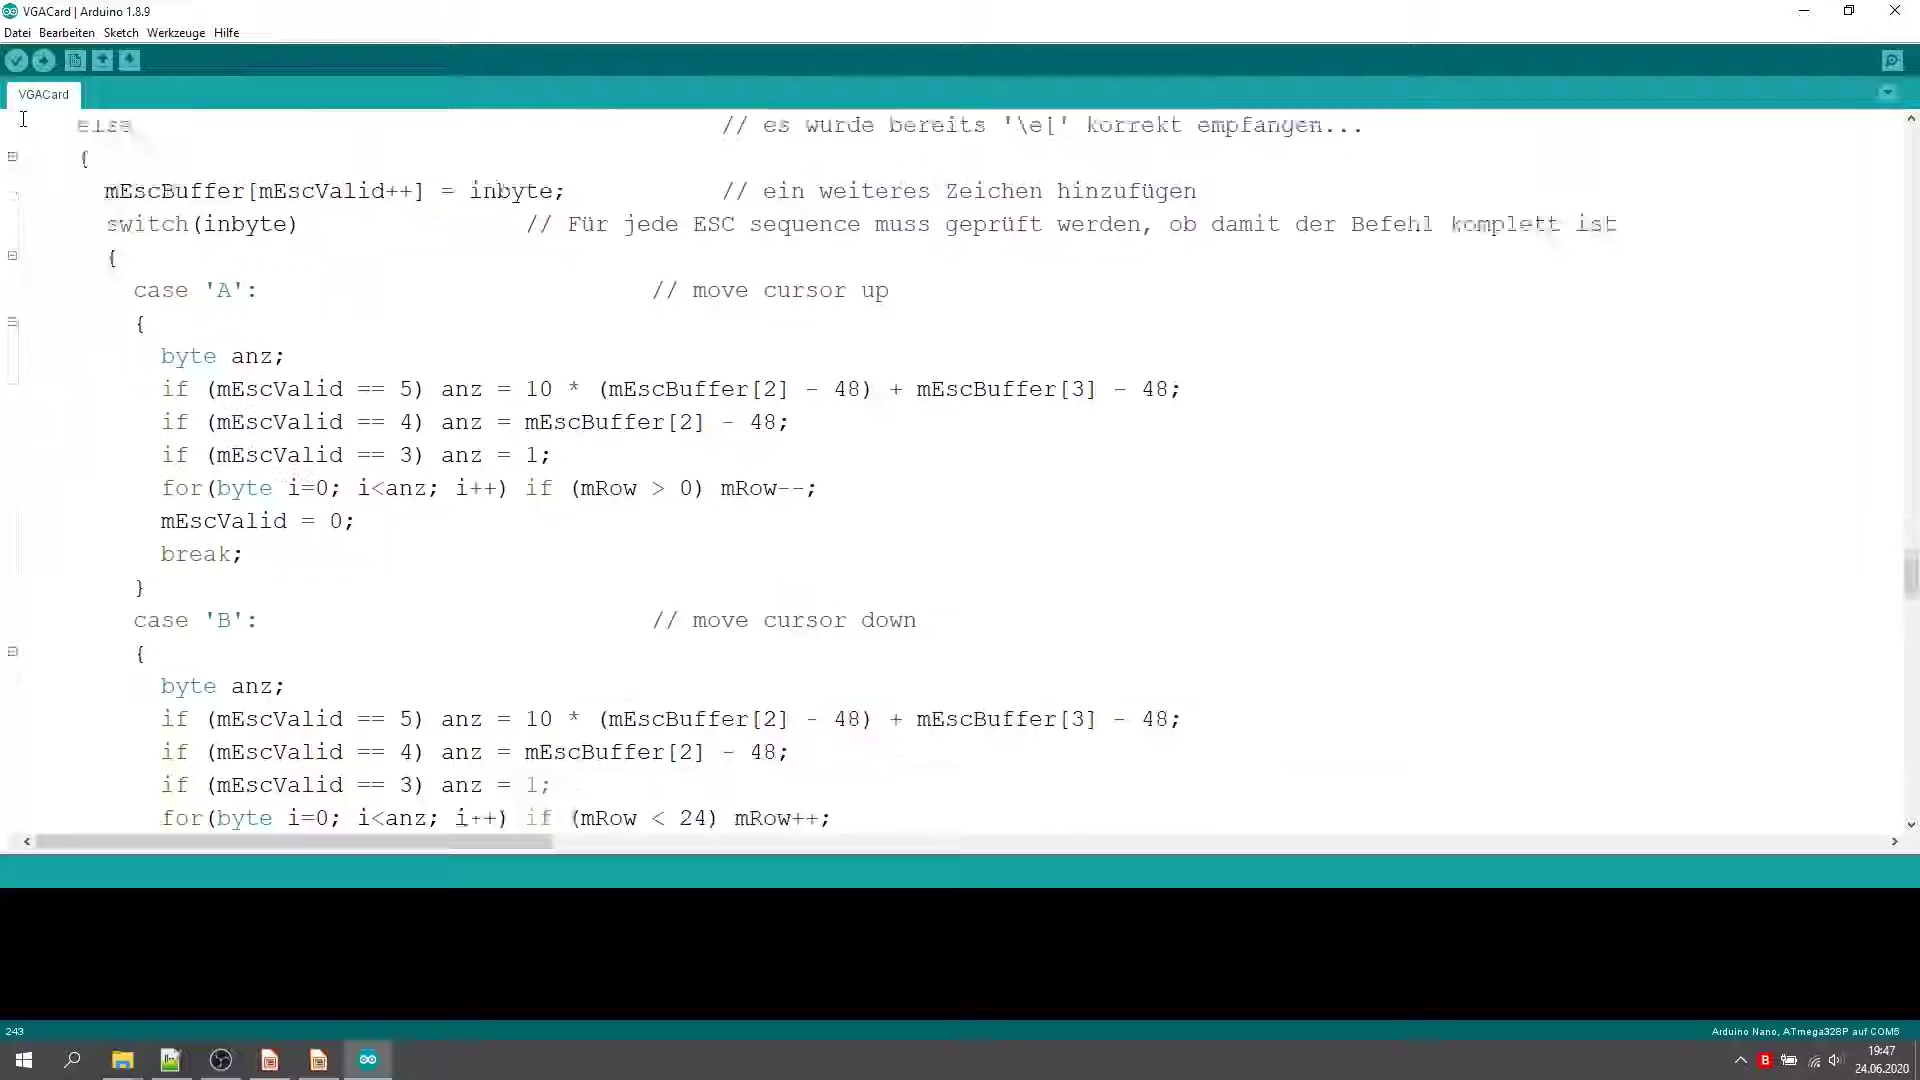 VGACard | Arduino 1.8.9
Datei Bearbeiten Sketch Werkzeuge Hilfe
VGACard
else // es wurde bereits '\e[' korrekt empfangen...
{
mEscBuffer[mEscValid++] = inbyte; // ein weiteres Zeichen hinzufügen
switch(inbyte) // Für jede ESC sequence muss geprüft werden, ob damit der Befehl komplett ist
{
case 'A': // move cursor up
{
byte anz;
if (mEscValid == 5) anz = 10 * (mEscBuffer[2] - 48) + mEscBuffer[3] - 48;
if (mEscValid == 4) anz = mEscBuffer[2] - 48;
if (mEscValid == 3) anz = 1;
for(byte i=0; i<anz; i++) if (mRow > 0) mRow--;
mEscValid = 0;
break;
}
case 'B': // move cursor down
{
byte anz;
if (mEscValid == 5) anz = 10 * (mEscBuffer[2] - 48) + mEscBuffer[3] - 48;
if (mEscValid == 4) anz = mEscBuffer[2] - 48;
if (mEscValid == 3) anz = 1;
for(byte i=0; i<anz; i++) if (mRow < 24) mRow++;
243
Arduino Nano, ATmega328P auf COM5
B
19:47
24.06.2020